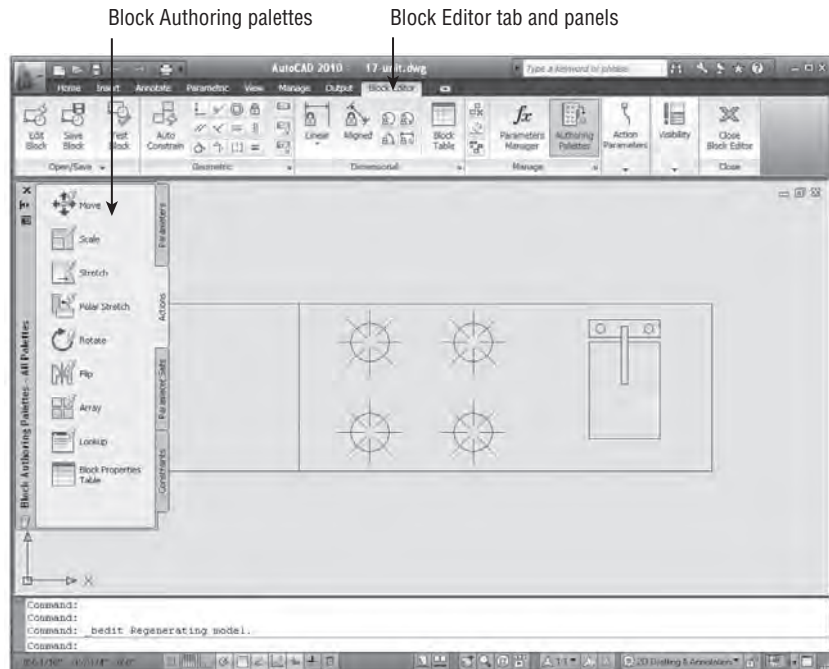 Block Authoring palettes
Block Editor tab and panels
AutoCAD 2010 17-unit.dwg
Type a keyword or phrase
Home Insert Annotate Parametric View Manage Output Block Editor
Edit Block
Save Block
Test Block
Auto Constrain
Linear
Aligned
Block Table
fx
Parameters Manager
Authoring Palettes
Action Parameters
Visibility
Close Block Editor
Open/Save
Geometric
Dimensional
Manage
Close
Move
Scale
Stretch
Polar Stretch
Rotate
Flip
Array
Lookup
Block Properties Table
Parameters
Actions
Parameter Sets
Constraints
Block Authoring Palettes - All Palettes
X
Command:
Command:
Command: _bedit Regenerating model.
Command:
2D Drafting & Annotation